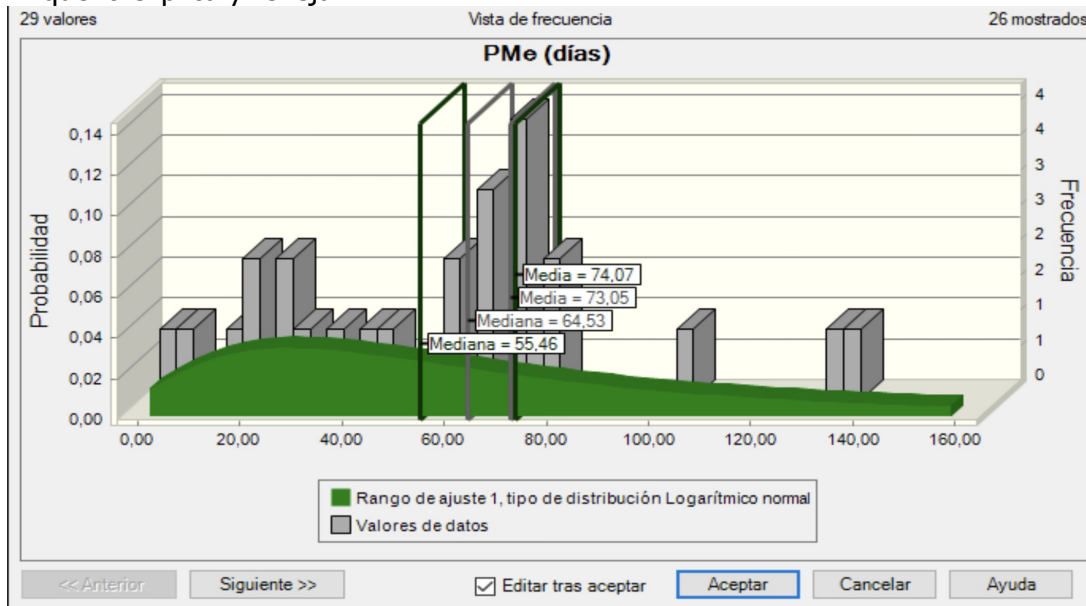 29 valores
Vista de frecuencia
26 mostrados
PMe (días)
Probabilidad
Frecuencia
0,14
0,12
0,10
0,08
0,06
0,04
0,02
0,00
4
4
3
3
2
2
1
1
0
Media = 74,07
Media = 73,05
Mediana = 64,53
Mediana = 55,46
0,00 20,00 40,00 60,00 80,00 100,00 120,00 140,00 160,00
Rango de ajuste 1, tipo de distribución Logarítmico normal
Valores de datos
<< Anterior
Siguiente >>
Editar tras aceptar
Aceptar
Cancelar
Ayuda